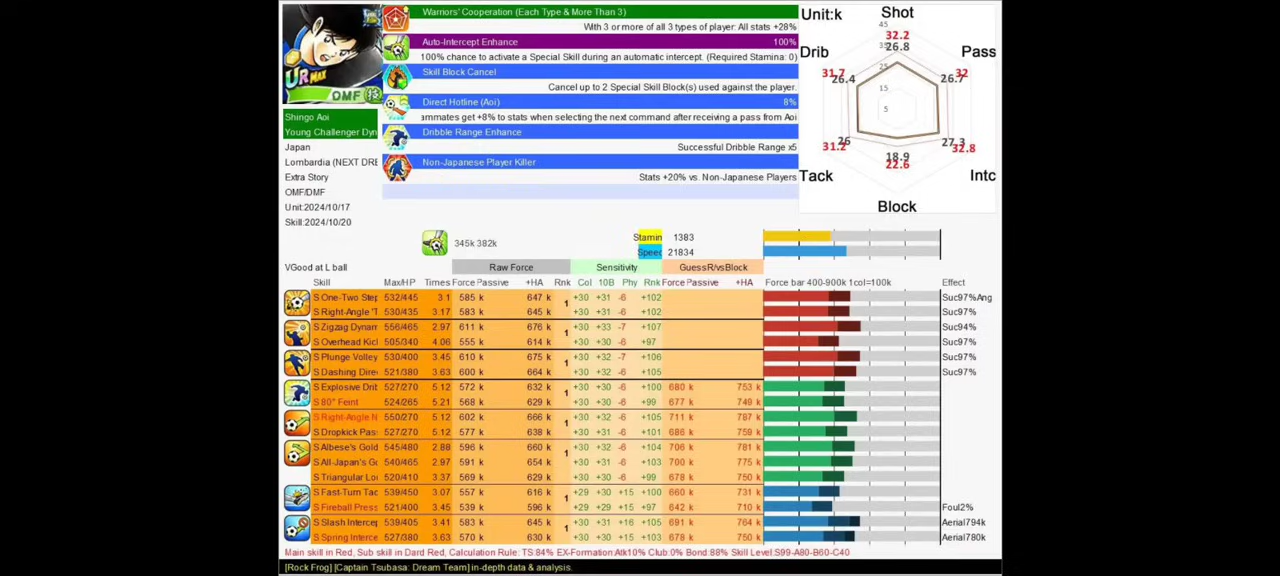 Warriors' Cooperation (Each Type & More Than 3)
With 3 or more of all 3 types of player: All stats +28%
Auto-Intercept Enhance 100%
100% chance to activate a Special Skill during an automatic intercept. (Required Stamina: 0)
Skill Block Cancel
Cancel up to 2 Special Skill Block(s) used against the player.
Direct Hotline (Aoi) 8%
ammates get +8% to stats when selecting the next command after receiving a pass from Aoi
Dribble Range Enhance
Successful Dribble Range x5
Non-Japanese Player Killer
Stats +20% vs. Non-Japanese Players
UR MAX
OMF
Shingo Aoi
Young Challenger Dyn
Japan
Lombardia (NEXT DRE
Extra Story
OMF/DMF
Unit:2024/10/17
Skill:2024/10/20
Unit:k
Shot
45
32.2
35
26.8
25
15
5
Drib
31.7
26.4
Pass
32
26.7
26
31.2
27.3
32.8
18.9
22.6
Tack
Intc
Block
345k 382k
Stamin 1383
Speed 21834
VGood at L ball
Raw Force Sensitivity GuessR/vsBlock
Skill Max/HP Times Force Passive +HA Rnk Col 10B Phy Rnk Force Passive +HA Force bar 400-900k 1col=100k Effect
S One-Two Step 532/445 3.1 585 k 647 k 1 +30 +31 -6 +102 Suc97%Ang
S Right-Angle "T 530/435 3.17 583 k 645 k +30 +31 -6 +102 Suc97%
S Zigzag Dynam 556/465 2.97 611 k 676 k 1 +30 +33 -7 +107 Suc94%
S Overhead Kicl 505/340 4.06 555 k 614 k +30 +30 -6 +97 Suc97%
S Plunge Volley 530/400 3.45 610 k 675 k 1 +30 +32 -7 +106 Suc97%
S Dashing Dire 521/380 3.63 600 k 664 k +30 +32 -6 +105 Suc97%
S Explosive Drib 527/270 5.12 572 k 632 k 1 +30 +30 -6 +100 680 k 753 k
S 80° Feint 524/265 5.21 568 k 629 k +30 +30 -6 +99 677 k 749 k
S Right-Angle N 550/270 5.12 602 k 666 k 1 +30 +32 -6 +105 711 k 787 k
S Dropkick Pas 527/270 5.12 577 k 638 k +30 +30 -6 +101 686 k 759 k
S Albese's Gold 545/480 2.88 596 k 660 k 1 +30 +32 -6 +104 706 k 781 k
S All-Japan's Go 540/465 2.97 591 k 654 k +30 +31 -6 +103 700 k 775 k
S Triangular Lo 520/410 3.37 569 k 629 k +30 +30 -6 +99 678 k 750 k
S Fast-Turn Tac 539/450 3.07 557 k 616 k 1 +29 +30 +15 +100 660 k 731 k
S Fireball Press 521/400 3.45 539 k 596 k +29 +29 +15 +97 642 k 710 k Foul2%
S Slash Intercep 539/405 3.41 583 k 645 k 1 +30 +31 +16 +105 691 k 764 k Aerial794k
S Spring Interce 527/380 3.63 570 k 630 k +30 +30 +15 +103 678 k 750 k Aerial780k
Main skill in Red, Sub skill in Dard Red, Calculation Rule: TS:84% EX-Formation:Atk10% Club:0% Bond:88% Skill Level:S99-A80-B60-C40
[Rock Frog] [Captain Tsubasa: Dream Team] in-depth data & analysis.